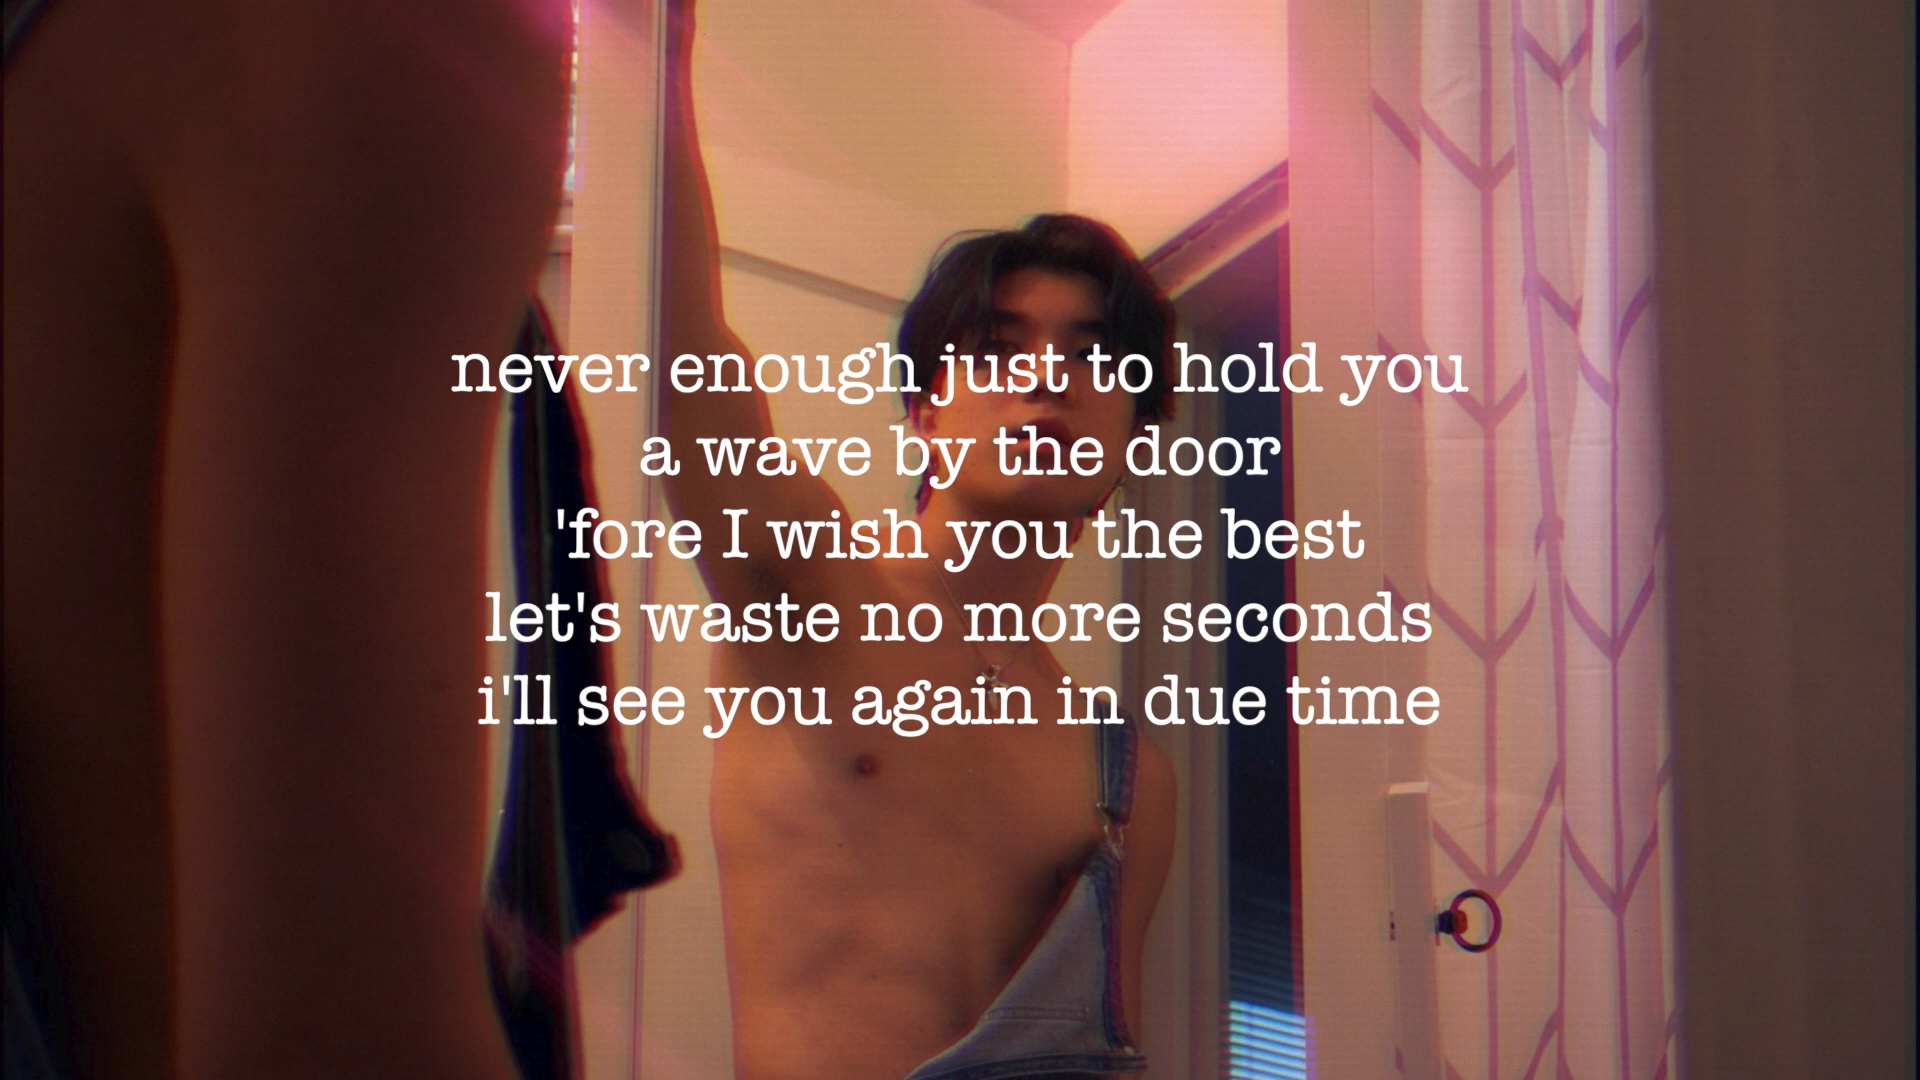 never enough just to hold you
a wave by the door
'fore I wish you the best
let's waste no more seconds
i'll see you again in due time